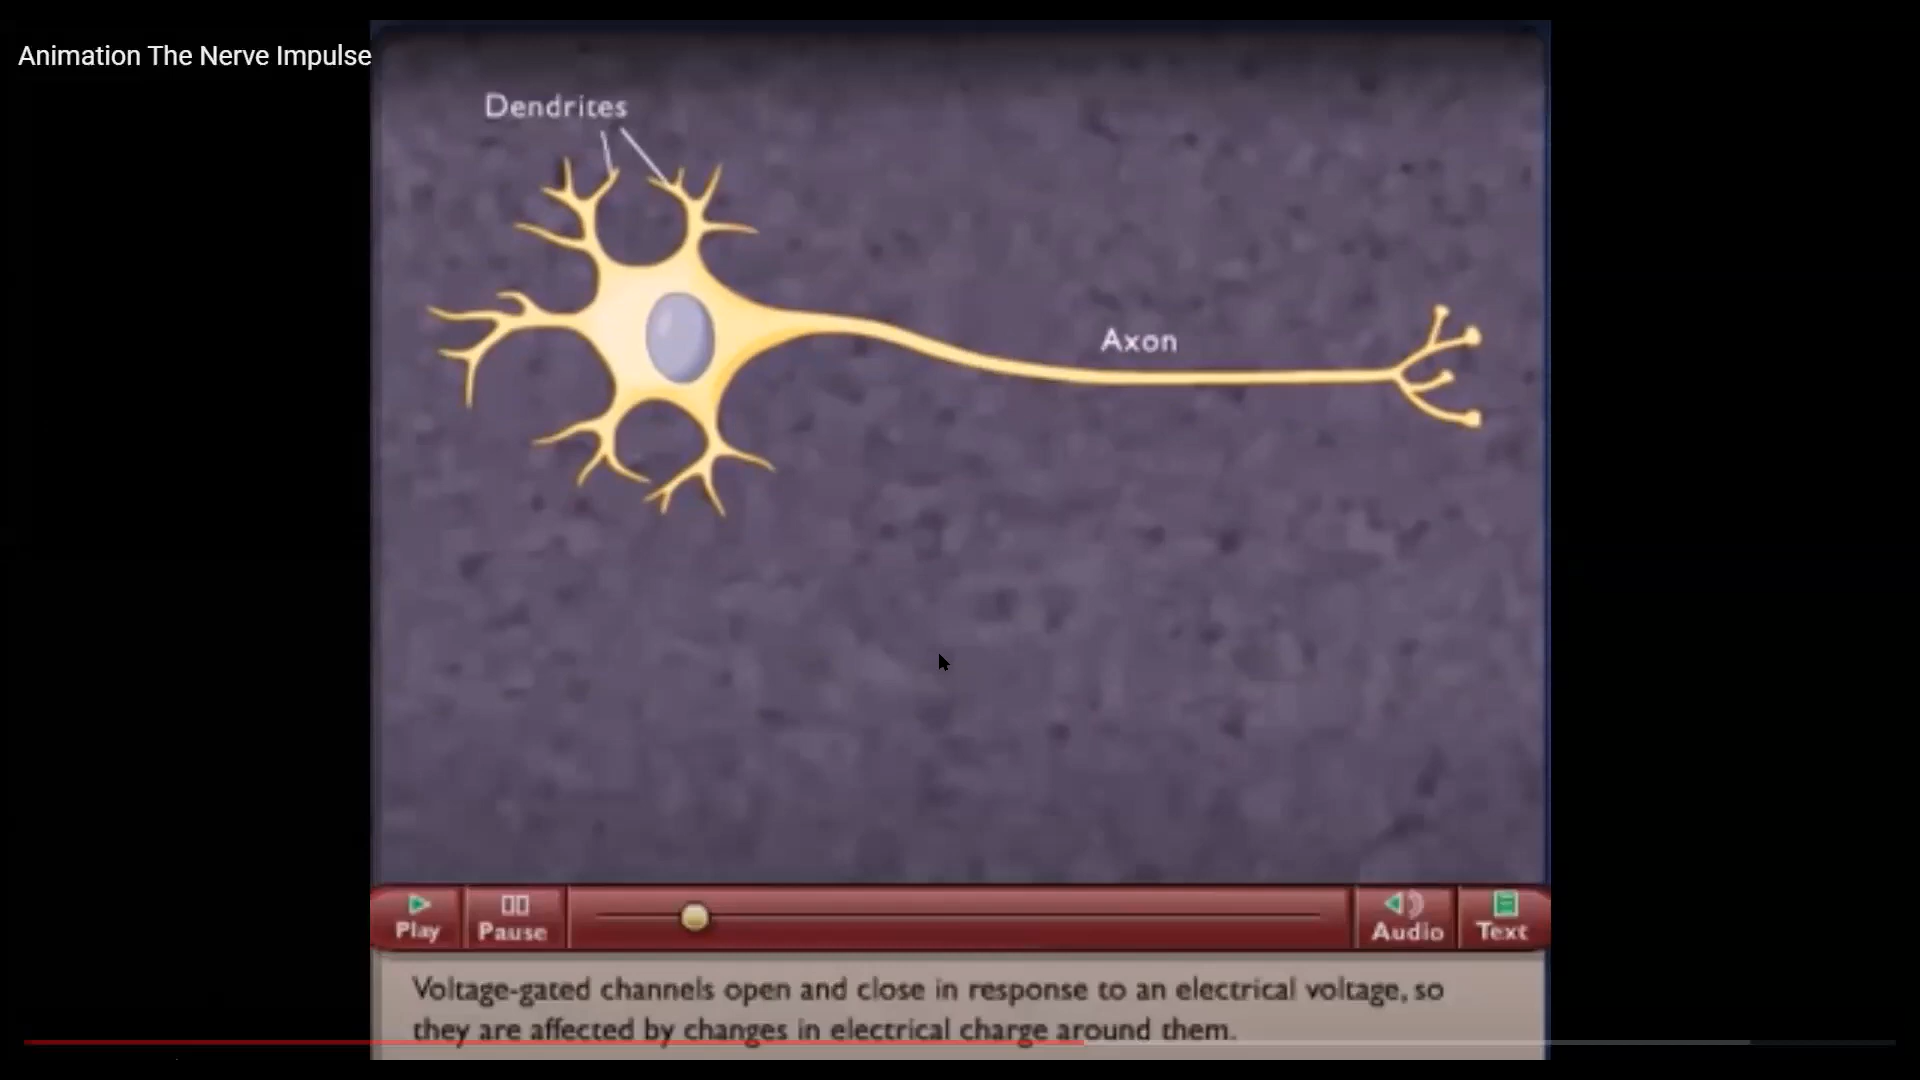 Animation The Nerve Impulse
Dendrites
Axon
Play
Pause
Audio
Text
Voltage-gated channels open and close in response to an electrical voltage, so
they are affected by changes in electrical charge around them.